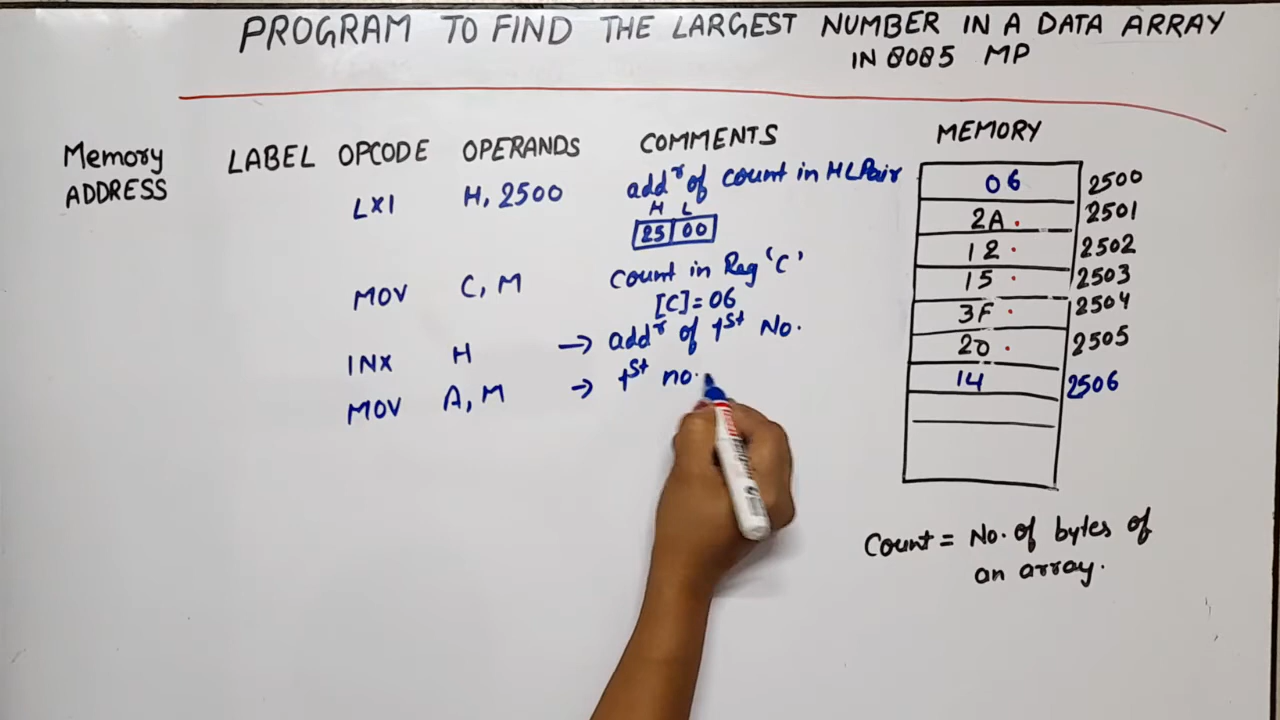 PROGRAM TO FIND THE LARGEST NUMBER IN A DATA ARRAY
IN 8085 MP
Memory ADDRESS LABEL OPCODE OPERANDS COMMENTS
LXI H, 2500 addr of count in HL Pair
H L
25 00
MOV C, M Count in Reg 'C'
[C]=06
INX H → addr of 1st No.
MOV A, M → 1st no.
MEMORY
06 2500
2A 2501
12 2502
15 2503
3F 2504
20 2505
14 2506
Count = No. of bytes of
an array.